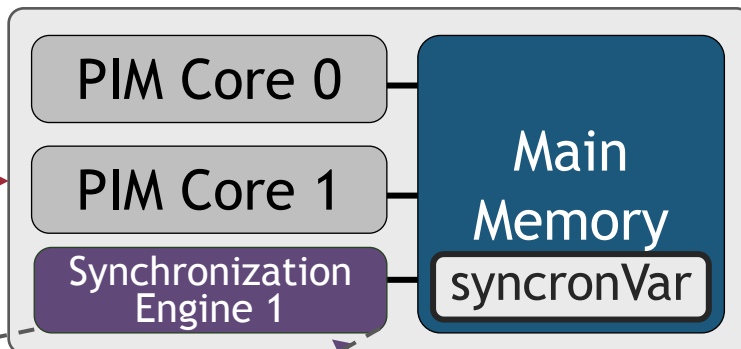 PIM Core 0
PIM Core 1
Synchronization
Engine 1
Main
Memory
syncronVar